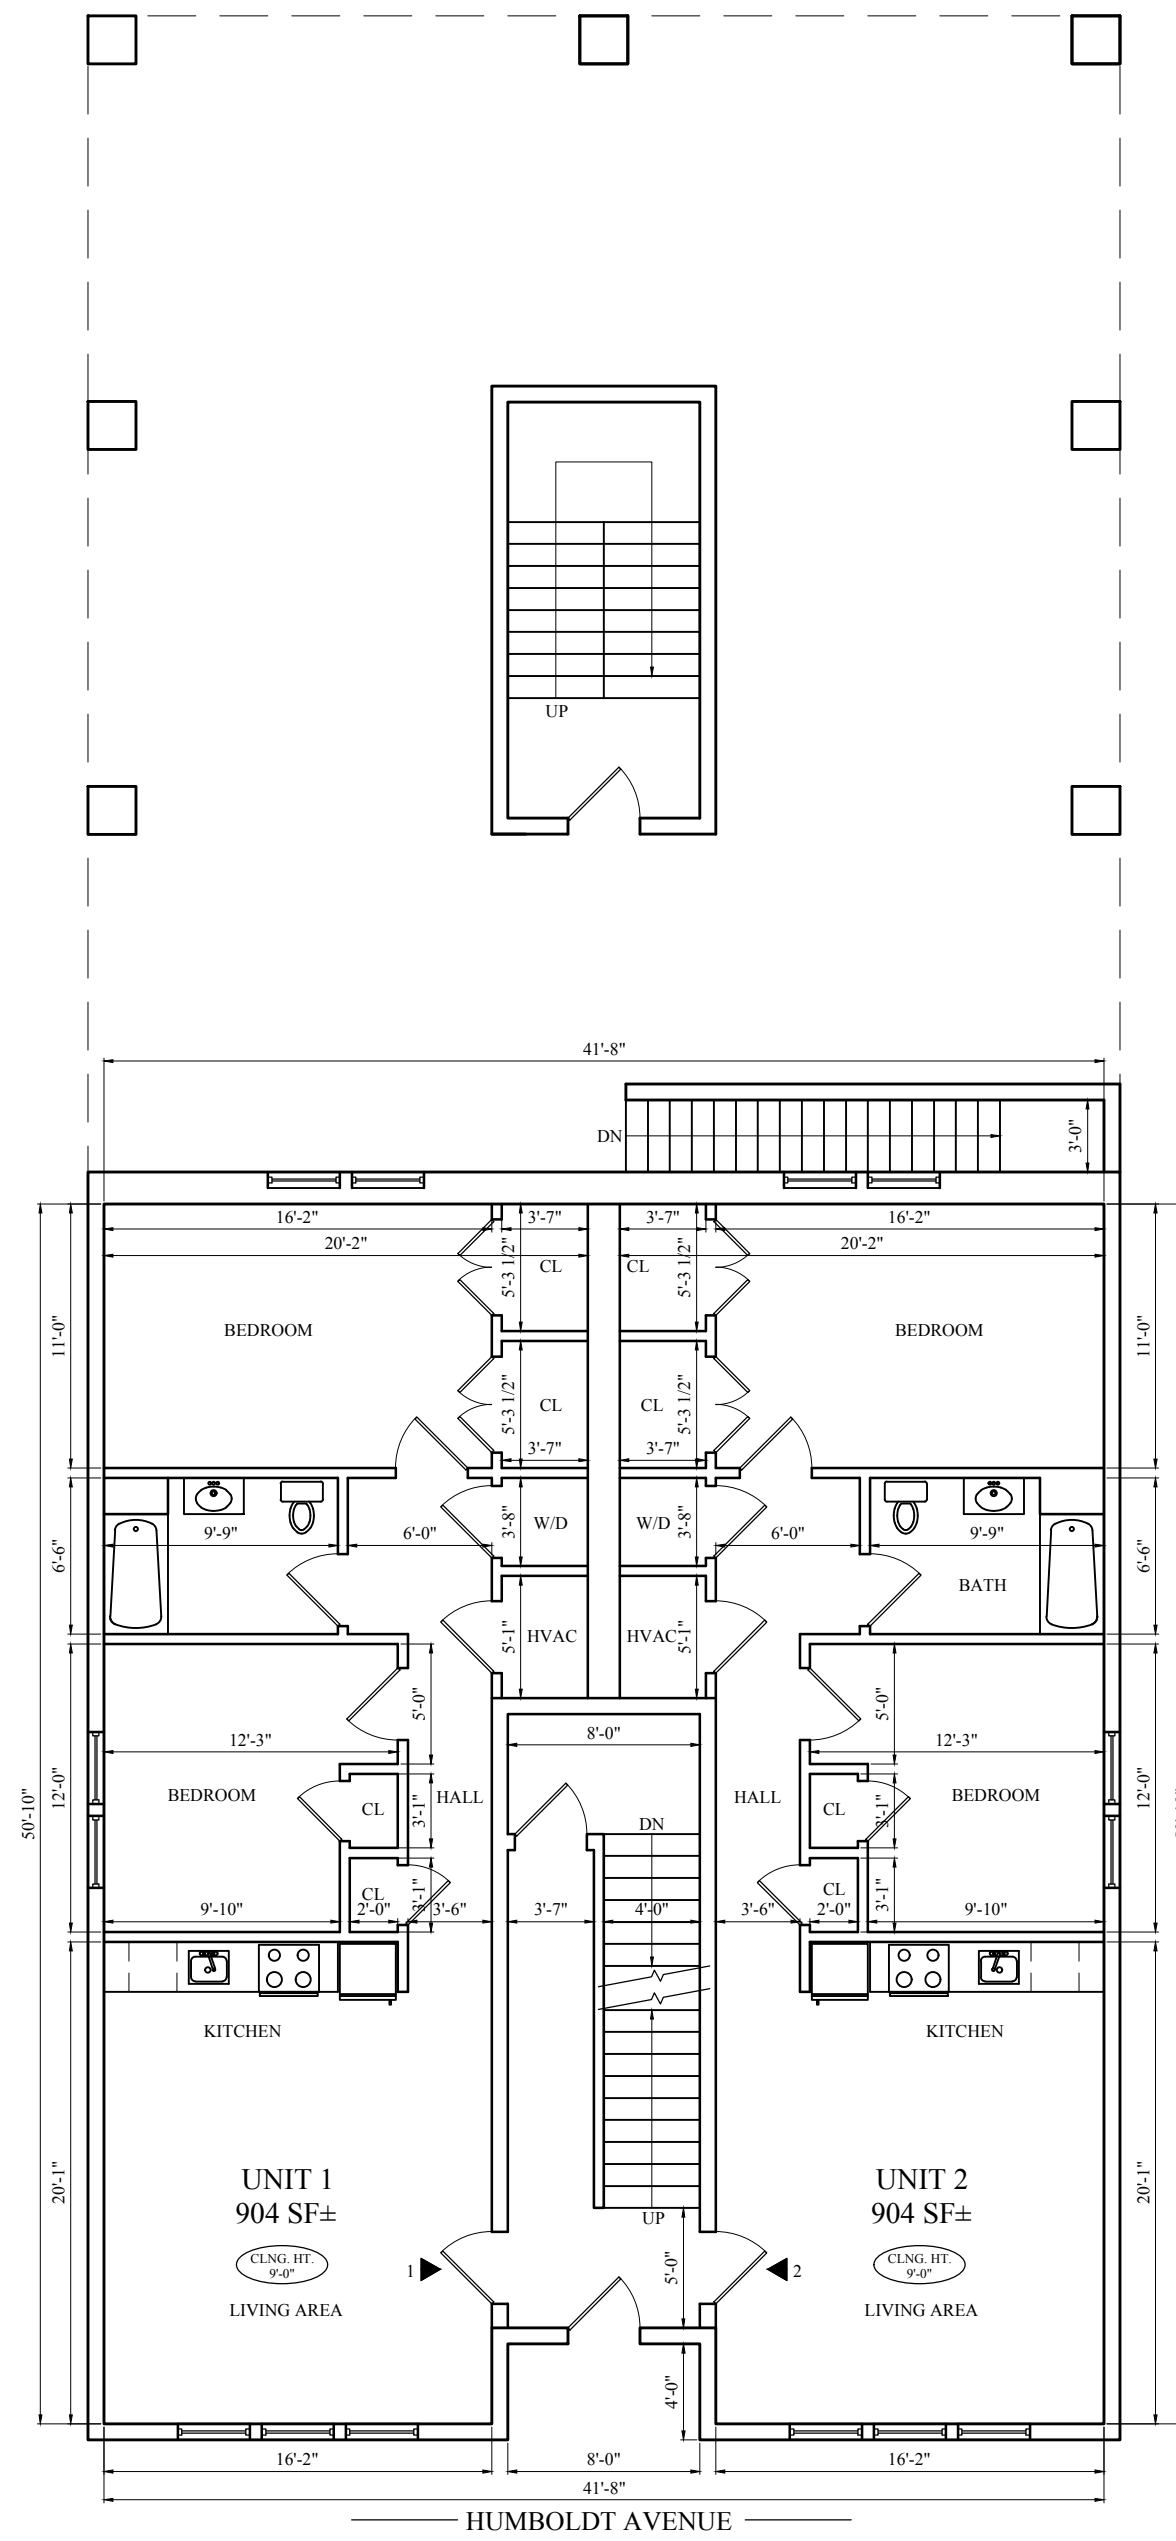 UP
41'-8"
DN
3'-0"
16'-2"
3'-7"
3'-7"
16'-2"
20'-2"
20'-2"
5'-3 1/2"
CL
CL
5'-3 1/2"
11'-0"
BEDROOM
BEDROOM
11'-0"
5'-3 1/2"
CL
CL
5'-3 1/2"
3'-7"
3'-7"
6'-6"
9'-9"
6'-0"
3'-8"
W/D
W/D
3'-8"
6'-0"
9'-9"
6'-6"
BATH
5'-1"
HVAC
HVAC
5'-1"
5'-0"
5'-0"
12'-3"
8'-0"
12'-3"
50'-10"
12'-0"
BEDROOM
CL
3'-1"
HALL
HALL
CL
3'-1"
BEDROOM
12'-0"
DN
CL
3'-1"
CL
3'-1"
9'-10"
2'-0"
3'-6"
3'-7"
4'-0"
3'-6"
2'-0"
9'-10"
KITCHEN
KITCHEN
20'-1"
UNIT 1
904 SF±
UNIT 2
904 SF±
20'-1"
UP
CLNG. HT.
9'-0"
1
5'-0"
2
CLNG. HT.
9'-0"
LIVING AREA
LIVING AREA
4'-0"
16'-2"
8'-0"
16'-2"
41'-8"
HUMBOLDT AVENUE